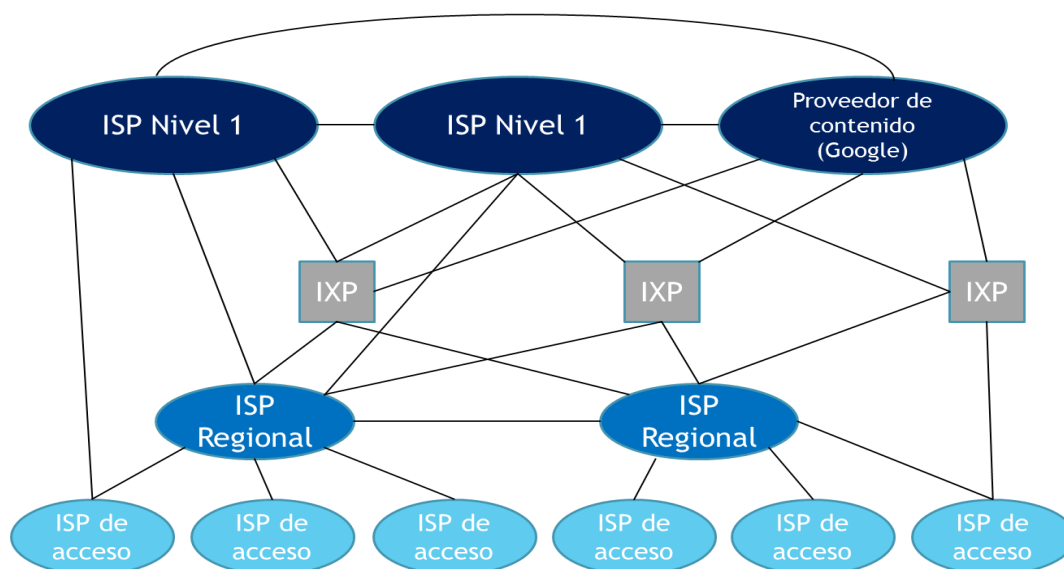 ISP Nivel 1
ISP Nivel 1
Proveedor de
contenido
(Google)
IXP
IXP
IXP
ISP
Regional
ISP
Regional
ISP de
acceso
ISP de
acceso
ISP de
acceso
ISP de
acceso
ISP de
acceso
ISP de
acceso